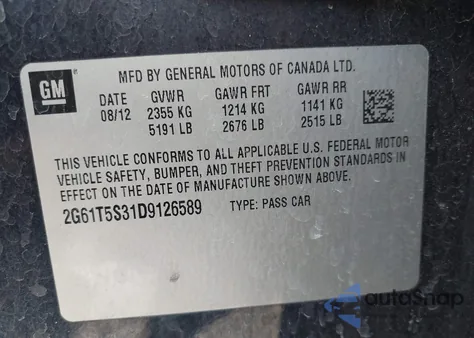 GM
MFD BY GENERAL MOTORS OF CANADA LTD.
DATE GVWR GAWR FRT GAWR RR
08/12 2355 KG 1214 KG 1141 KG
5191 LB 2676 LB 2515 LB
THIS VEHICLE CONFORMS TO ALL APPLICABLE U.S. FEDERAL MOTOR
VEHICLE SAFETY, BUMPER, AND THEFT PREVENTION STANDARDS IN
EFFECT ON THE DATE OF MANUFACTURE SHOWN ABOVE.
2G61T5S31D9126589 TYPE: PASS CAR
autoSnap